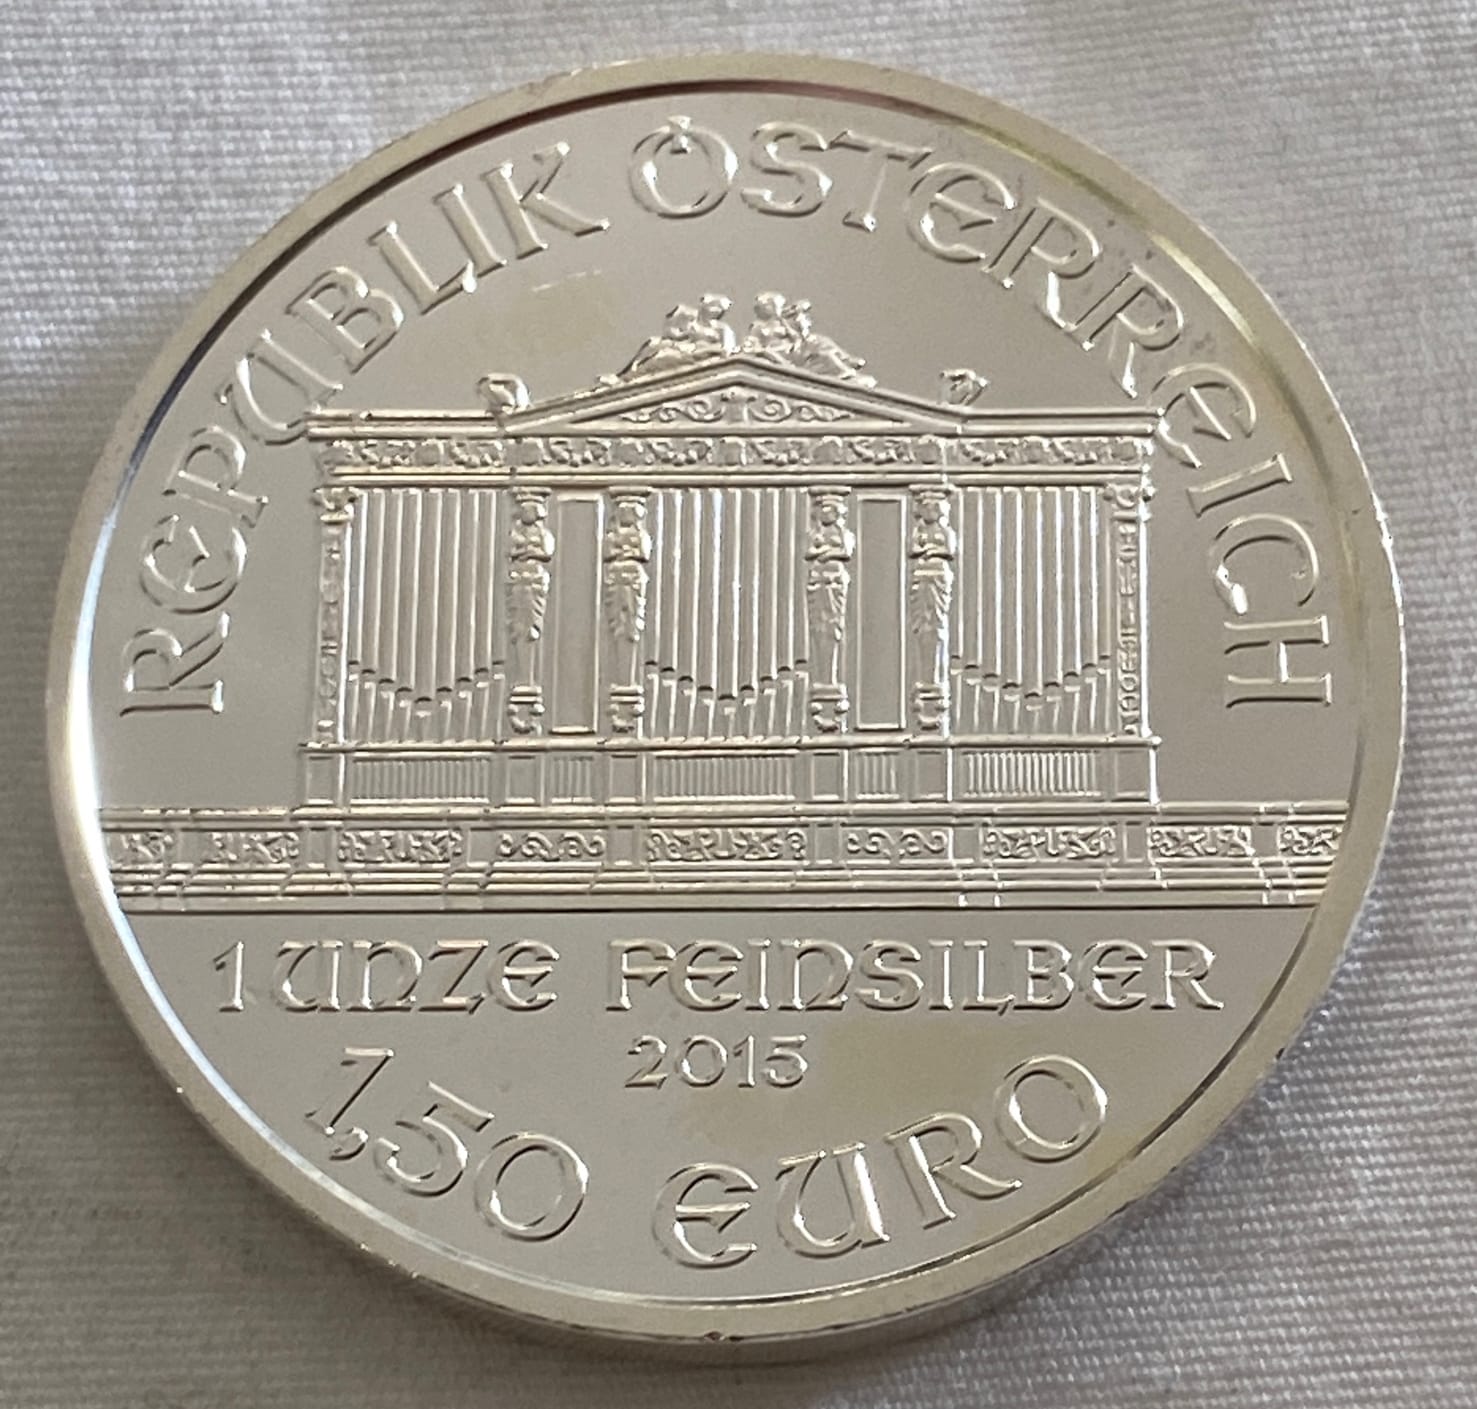 REPUBLIK ÖSTERREICH
1 UNZE FEINSILBER
2015
1,50 EURO